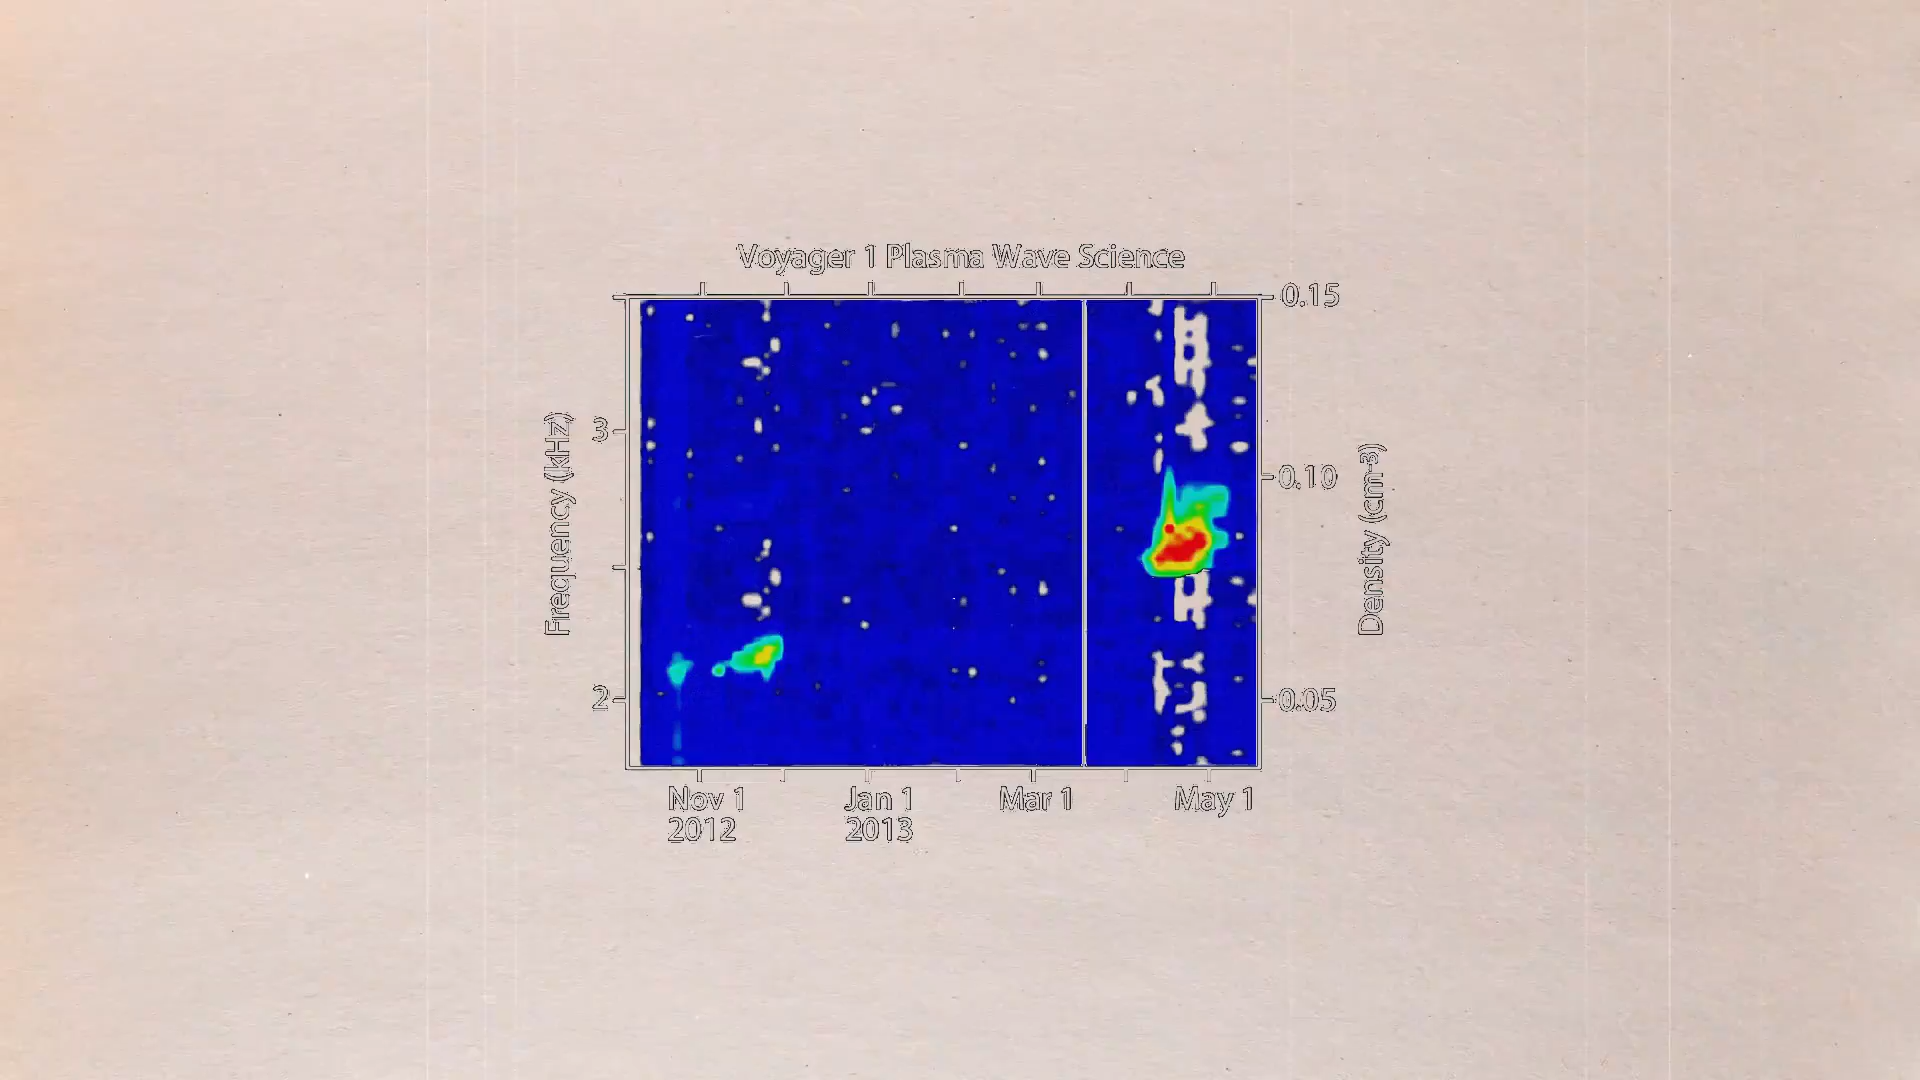 Voyager 1 Plasma Wave Science
0.15
3
0.10
Frequency (kHz)
Density (cm-3)
2
0.05
Nov 1
2012
Jan 1
2013
Mar 1
May 1